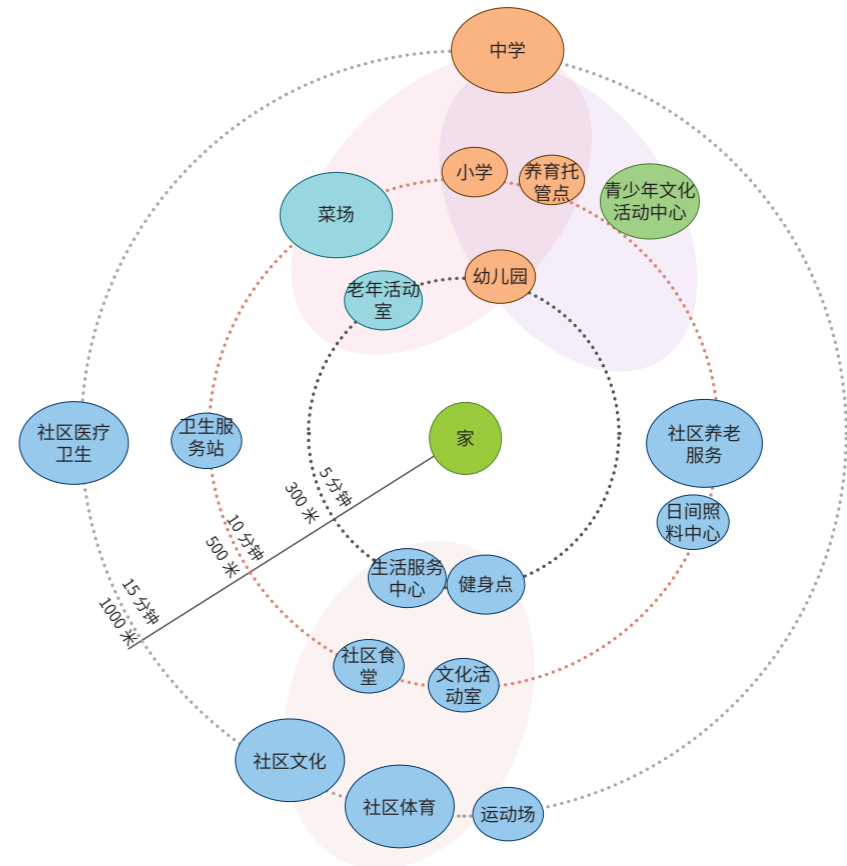 中学
小学
养育托
管点
青少年文化
活动中心
菜场
幼儿园
老年活动
室
社区医疗
卫生
卫生服
务站
家
社区养老
服务
日间照
料中心
5 分钟
300 米
10 分钟
500 米
15 分钟
1000 米
生活服务
中心
健身点
社区食
堂
文化活
动室
社区文化
社区体育
运动场